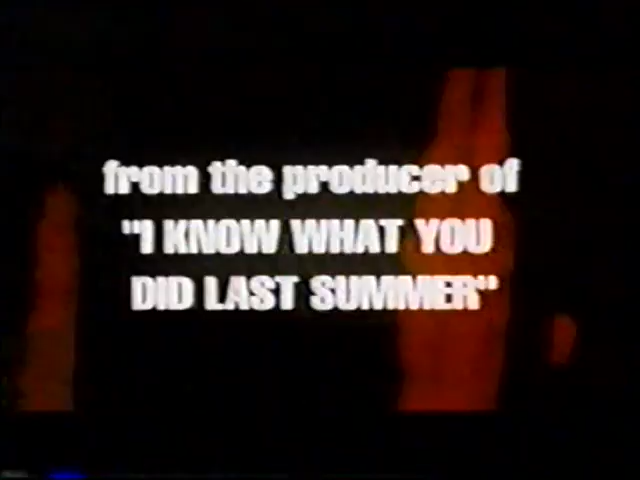 from the producer of
"I KNOW WHAT YOU
DID LAST SUMMER"